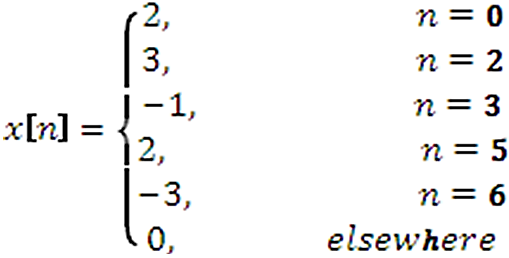 2, n = 0
3, n = 2
−1, n = 3
x[n] = {
2, n = 5
−3, n = 6
0, elsewhere